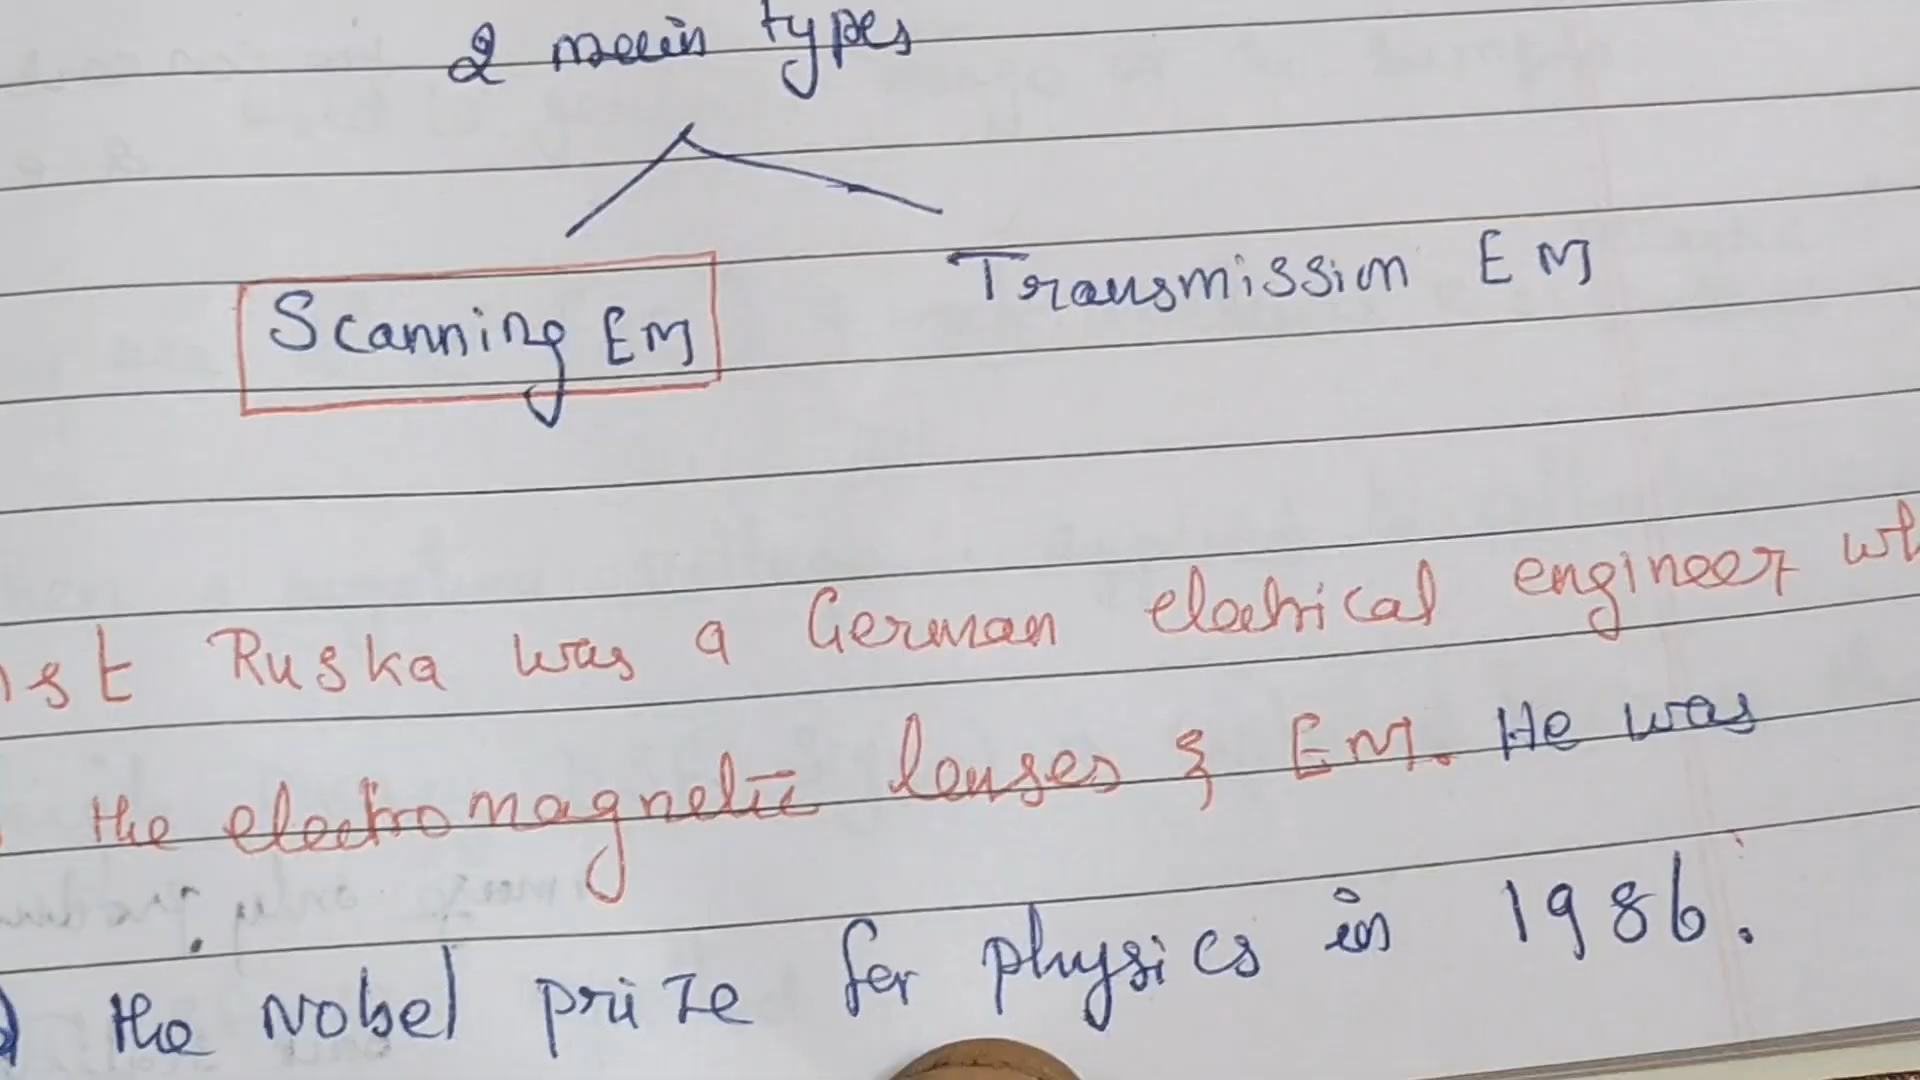 2 main types
Scanning EM Transmission EM
nst Ruska was a German electrical engineer wh
the electromagnetic lenses & EM. He was
the Nobel prize for physics in 1986.